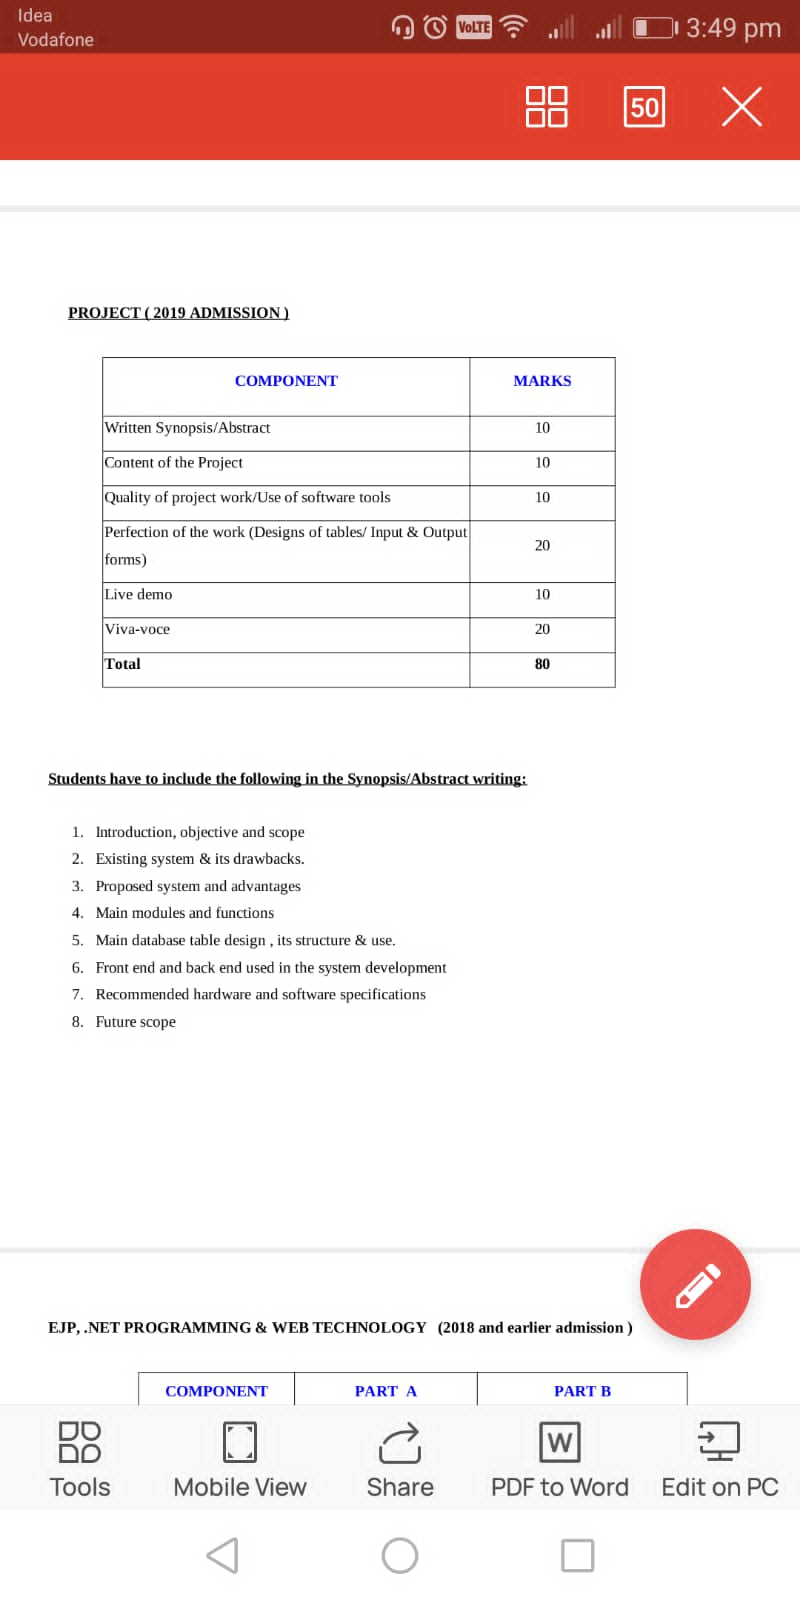 Idea
Vodafone
VoLTE
3:49 pm
50
PROJECT ( 2019 ADMISSION )
COMPONENT MARKS
Written Synopsis/Abstract 10
Content of the Project 10
Quality of project work/Use of software tools 10
Perfection of the work (Designs of tables/ Input & Output
forms) 20
Live demo 10
Viva-voce 20
Total 80
Students have to include the following in the Synopsis/Abstract writing:
1. Introduction, objective and scope
2. Existing system & its drawbacks.
3. Proposed system and advantages
4. Main modules and functions
5. Main database table design , its structure & use.
6. Front end and back end used in the system development
7. Recommended hardware and software specifications
8. Future scope
EJP, .NET PROGRAMMING & WEB TECHNOLOGY (2018 and earlier admission )
COMPONENT PART A PART B
W
Tools Mobile View Share PDF to Word Edit on PC